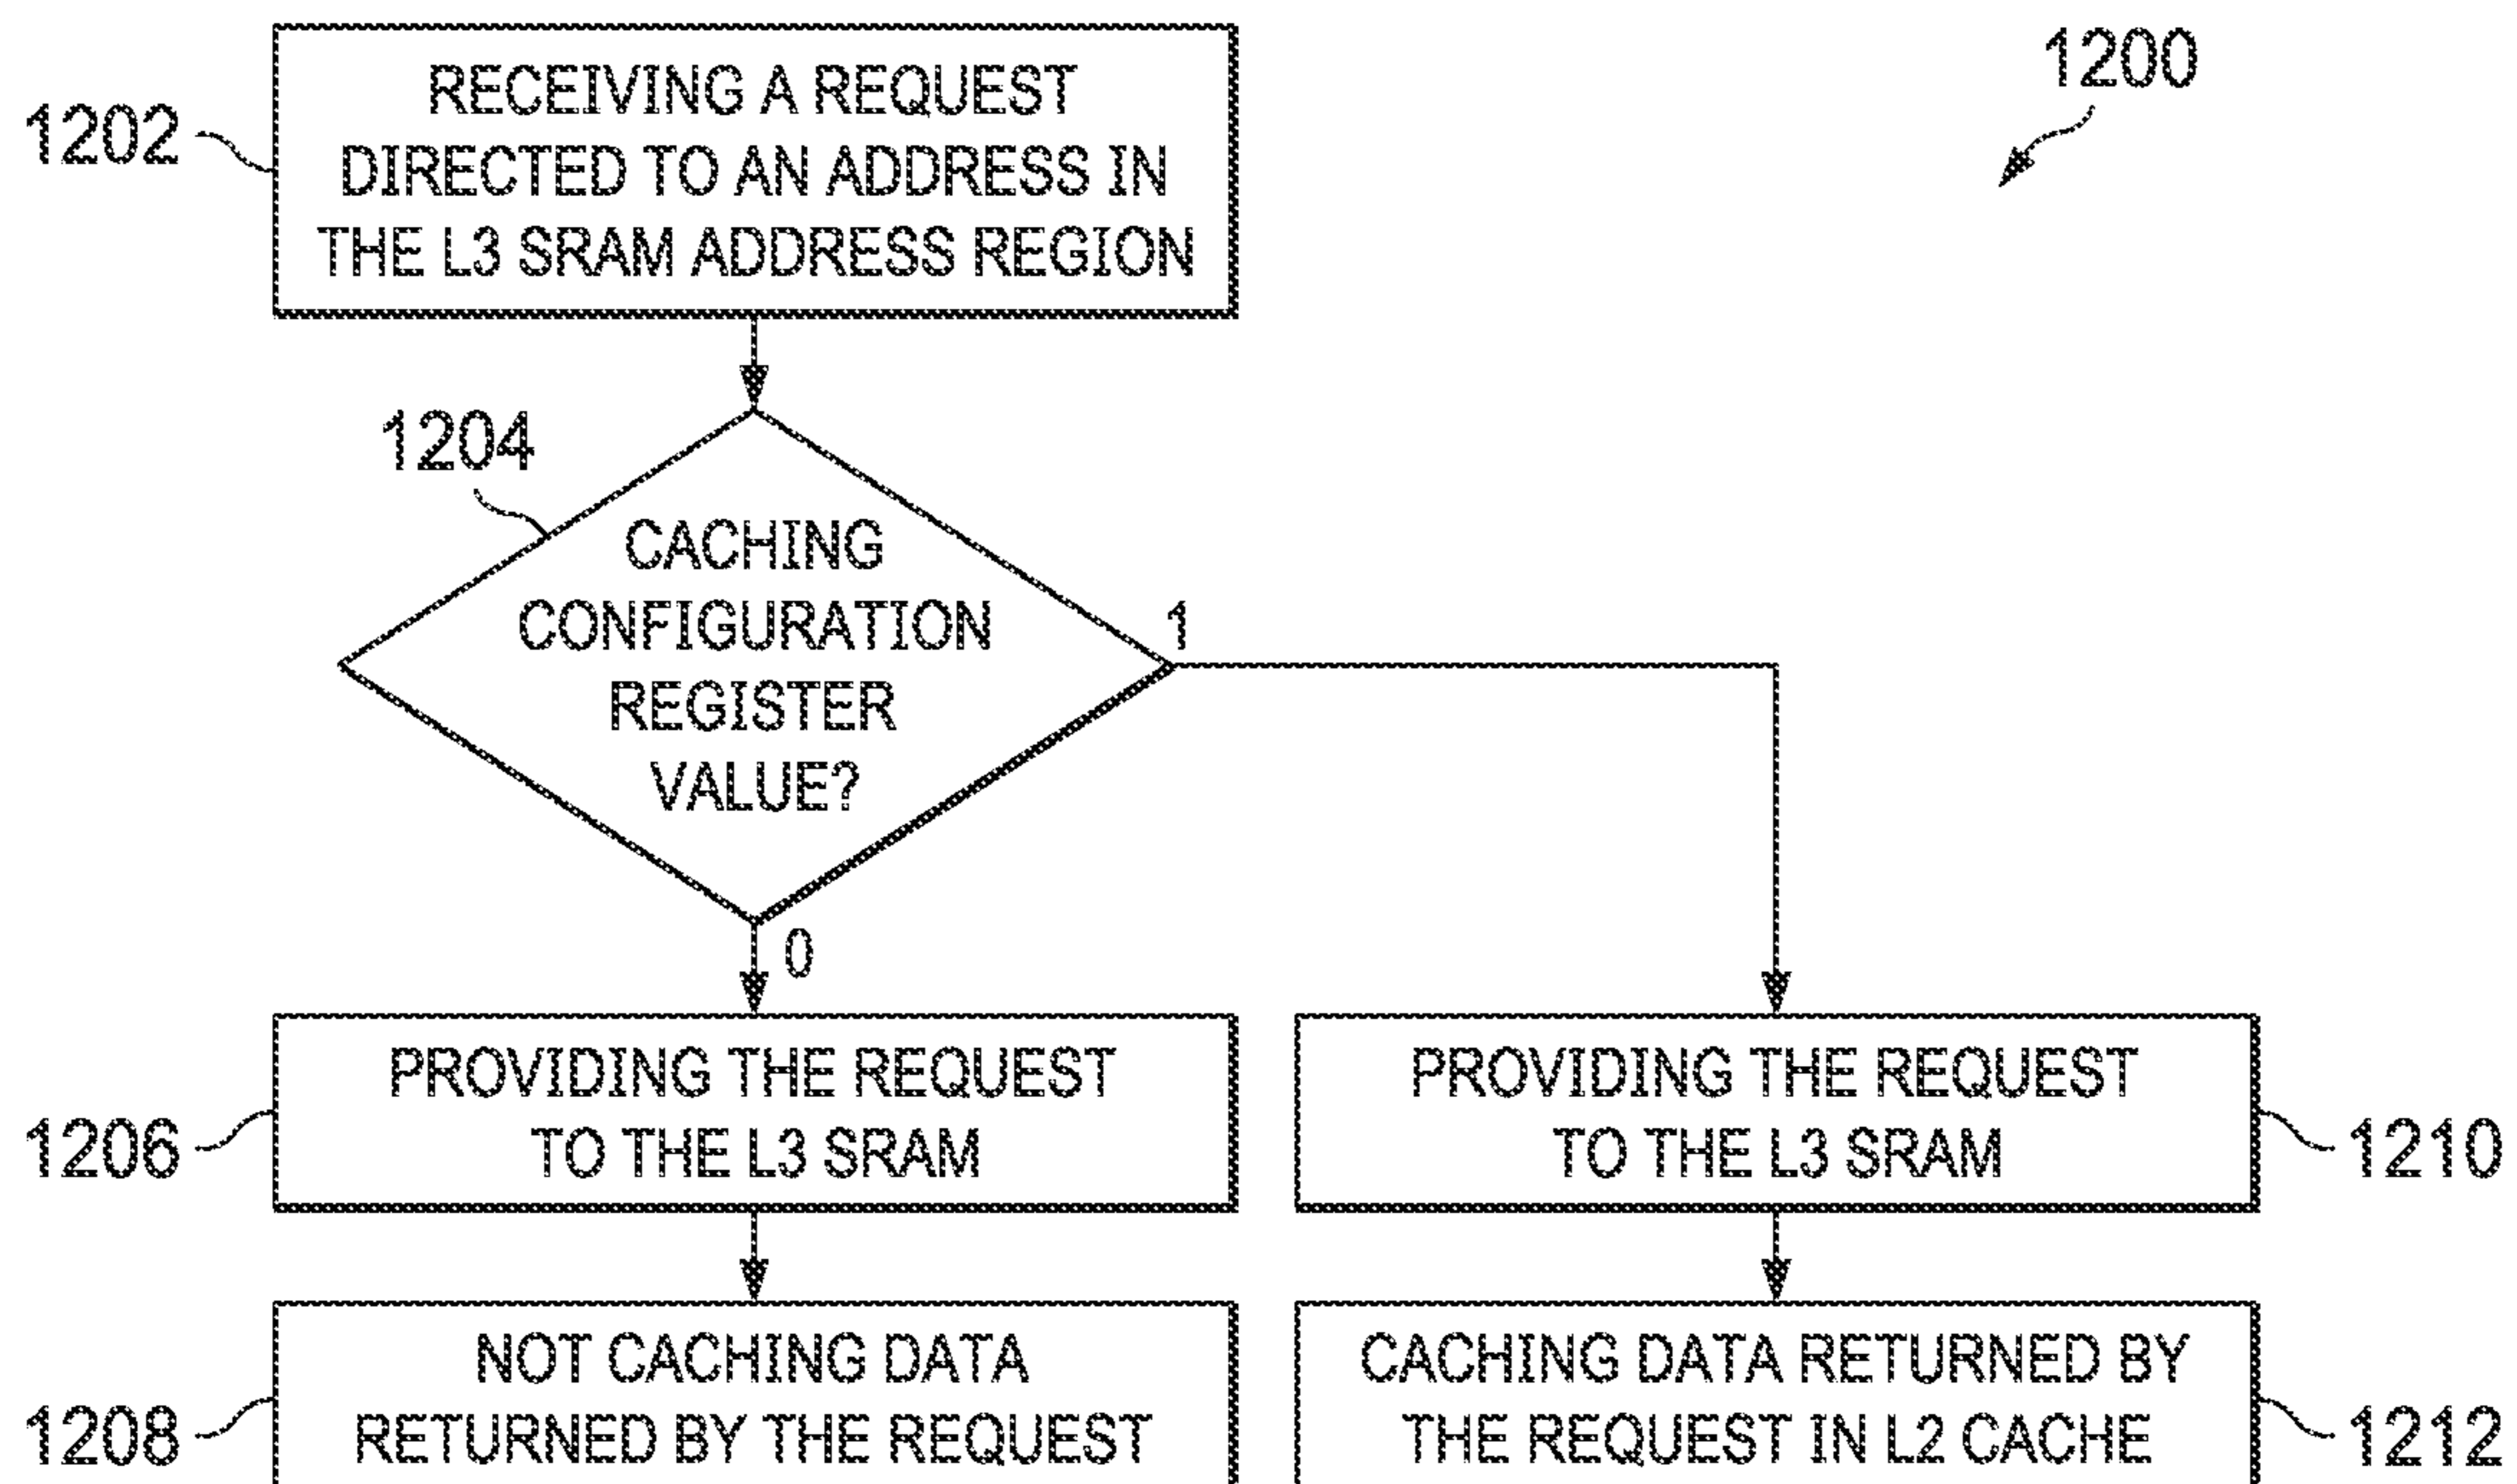 1200
1202
RECEIVING A REQUEST
DIRECTED TO AN ADDRESS IN
THE L3 SRAM ADDRESS REGION
1204
CACHING
CONFIGURATION
REGISTER
VALUE?
1
0
1206
PROVIDING THE REQUEST
TO THE L3 SRAM
PROVIDING THE REQUEST
TO THE L3 SRAM
1210
1208
NOT CACHING DATA
RETURNED BY THE REQUEST
CACHING DATA RETURNED BY
THE REQUEST IN L2 CACHE
1212